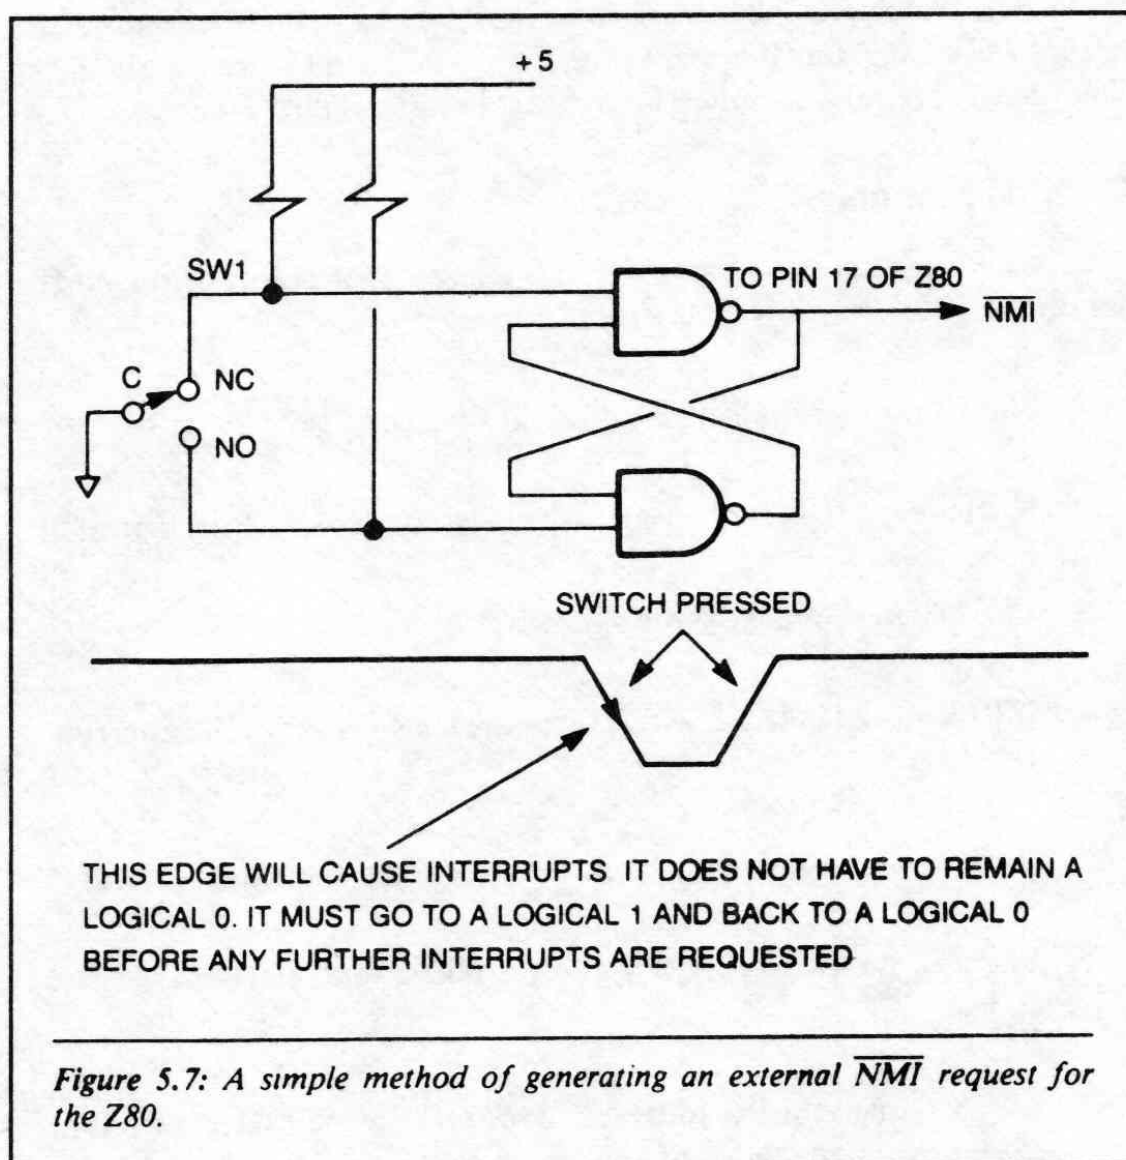 +5
SW1
TO PIN 17 OF Z80
NMI
C
NC
NO
SWITCH PRESSED
THIS EDGE WILL CAUSE INTERRUPTS. IT DOES NOT HAVE TO REMAIN A
LOGICAL 0. IT MUST GO TO A LOGICAL 1 AND BACK TO A LOGICAL 0
BEFORE ANY FURTHER INTERRUPTS ARE REQUESTED
Figure 5.7: A simple method of generating an external NMI request for
the Z80.